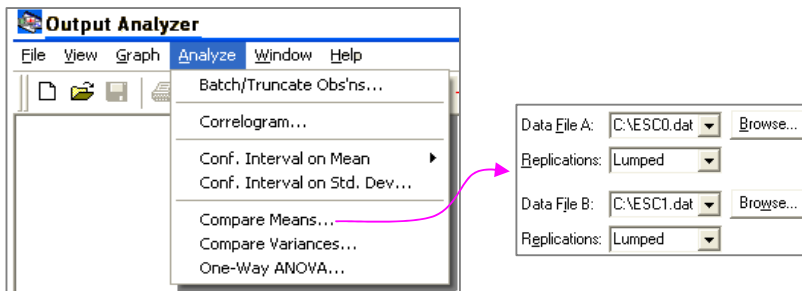 Output Analyzer
File View Graph Analyze Window Help
Batch/Truncate Obs'ns...
Correlogram...
Conf. Interval on Mean
Conf. Interval on Std. Dev...
Compare Means...
Compare Variances...
One-Way ANOVA...
Data File A: C:\ESC0.dat Browse...
Replications: Lumped
Data File B: C:\ESC1.dat Browse...
Replications: Lumped